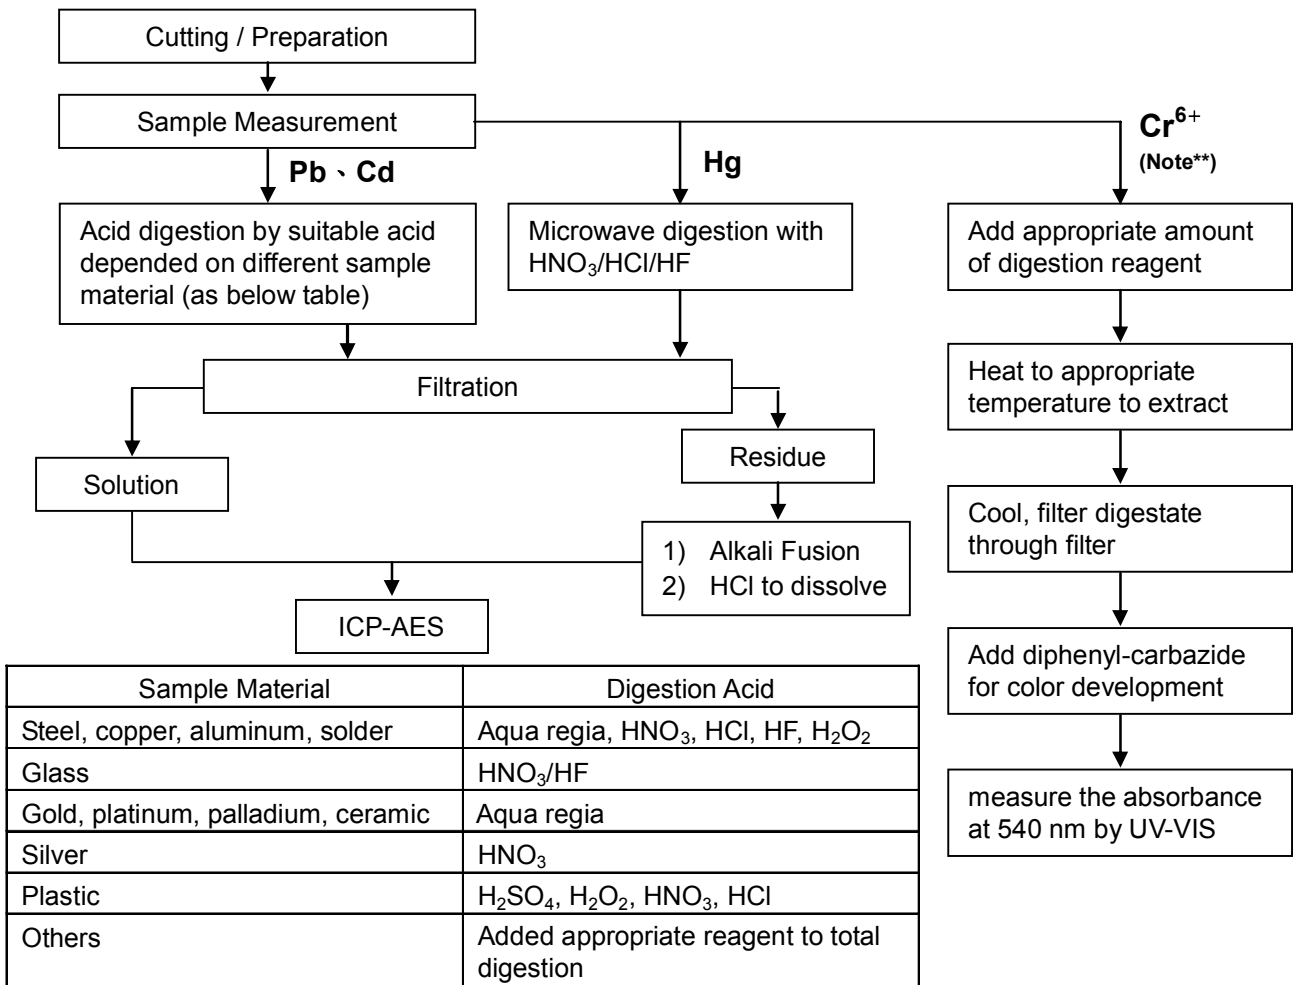 Cutting / Preparation
Sample Measurement
Pb、Cd
Hg
Cr⁶⁺
(Note**)
Acid digestion by suitable acid
depended on different sample
material (as below table)
Microwave digestion with
HNO₃/HCl/HF
Add appropriate amount
of digestion reagent
Filtration
Heat to appropriate
temperature to extract
Solution
Residue
1) Alkali Fusion
2) HCl to dissolve
Cool, filter digestate
through filter
ICP-AES
Add diphenyl-carbazide
for color development
measure the absorbance
at 540 nm by UV-VIS
Sample Material Digestion Acid
Steel, copper, aluminum, solder Aqua regia, HNO₃, HCl, HF, H₂O₂
Glass HNO₃/HF
Gold, platinum, palladium, ceramic Aqua regia
Silver HNO₃
Plastic H₂SO₄, H₂O₂, HNO₃, HCl
Others Added appropriate reagent to total
digestion